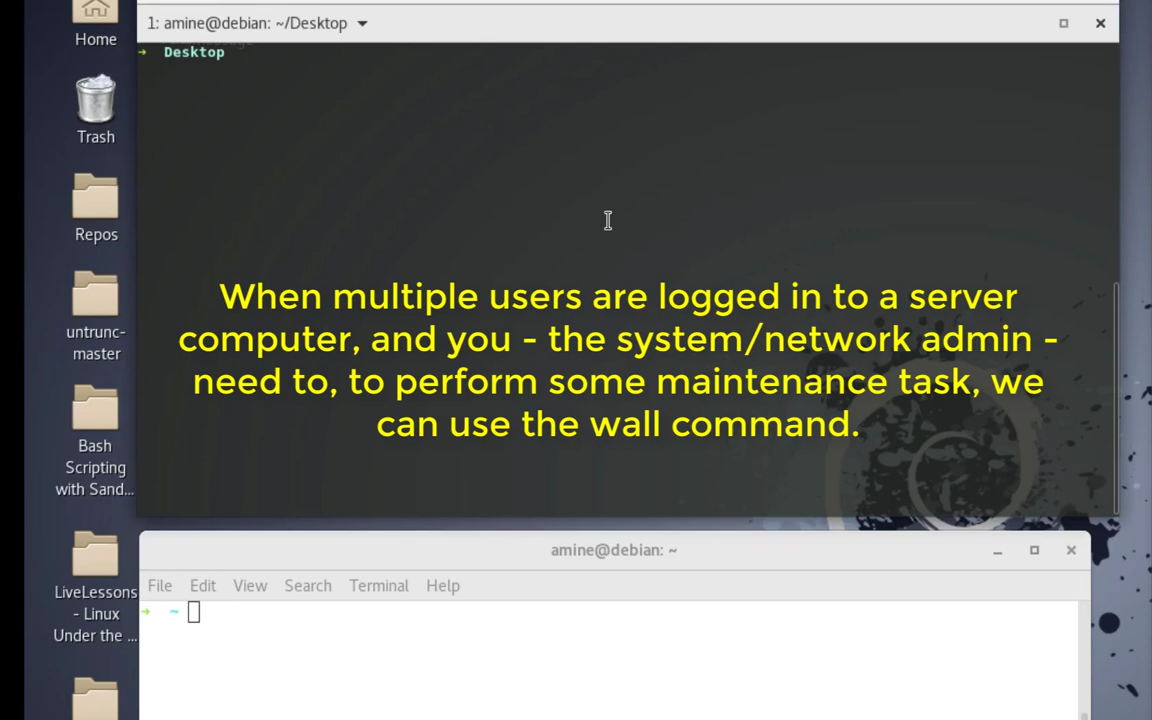 Home
Trash
Repos
untrunc-
master
Bash
Scripting
with Sand...
LiveLessons
- Linux
Under the ...
1: amine@debian: ~/Desktop
➜ Desktop
When multiple users are logged in to a server
computer, and you - the system/network admin -
need to, to perform some maintenance task, we
can use the wall command.
amine@debian: ~
File Edit View Search Terminal Help
➜ ~